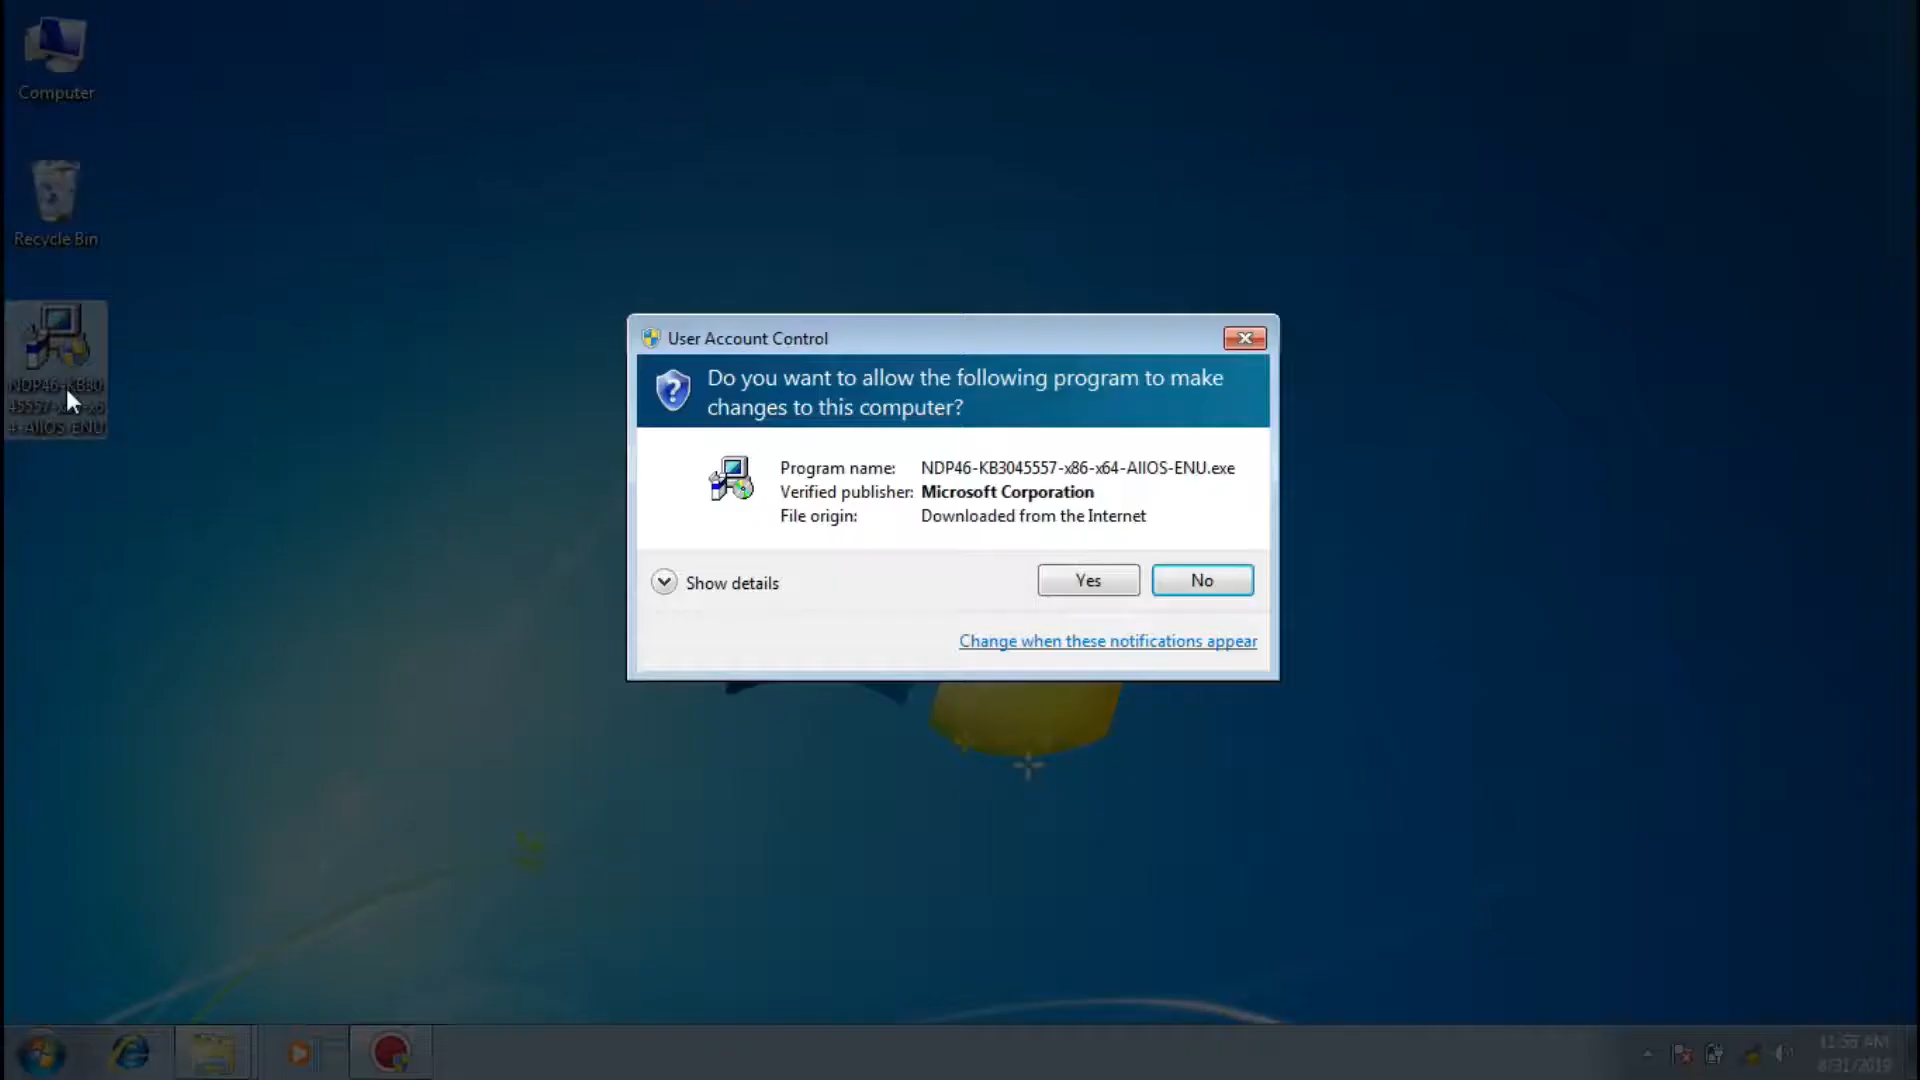 Computer
Recycle Bin
NDP46-KB30
45557-x86-x6
4-AllOS-ENU
User Account Control
Do you want to allow the following program to make
changes to this computer?
Program name: NDP46-KB3045557-x86-x64-AllOS-ENU.exe
Verified publisher: Microsoft Corporation
File origin: Downloaded from the Internet
Show details
Yes
No
Change when these notifications appear
11:56 AM
8/31/2019